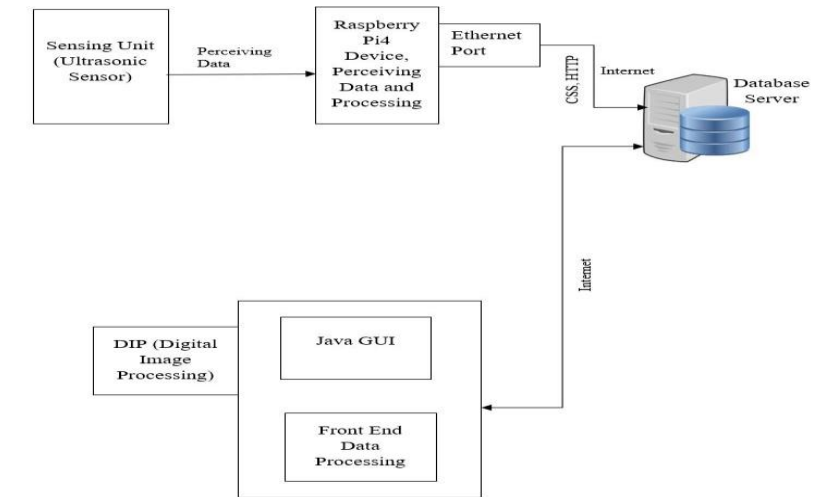 Sensing Unit
(Ultrasonic
Sensor)
Perceiving
Data
Raspberry
Pi4
Device,
Perceiving
Data and
Processing
Ethernet
Port
CSS, HTTP
Internet
Database
Server
Internet
DIP (Digital
Image
Processing)
Java GUI
Front End
Data
Processing